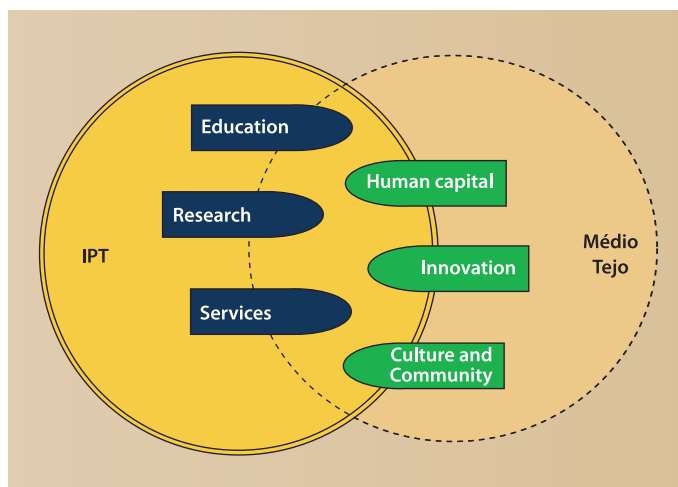 Education
Human capital
Research
IPT
Médio
Tejo
Innovation
Services
Culture and
Community